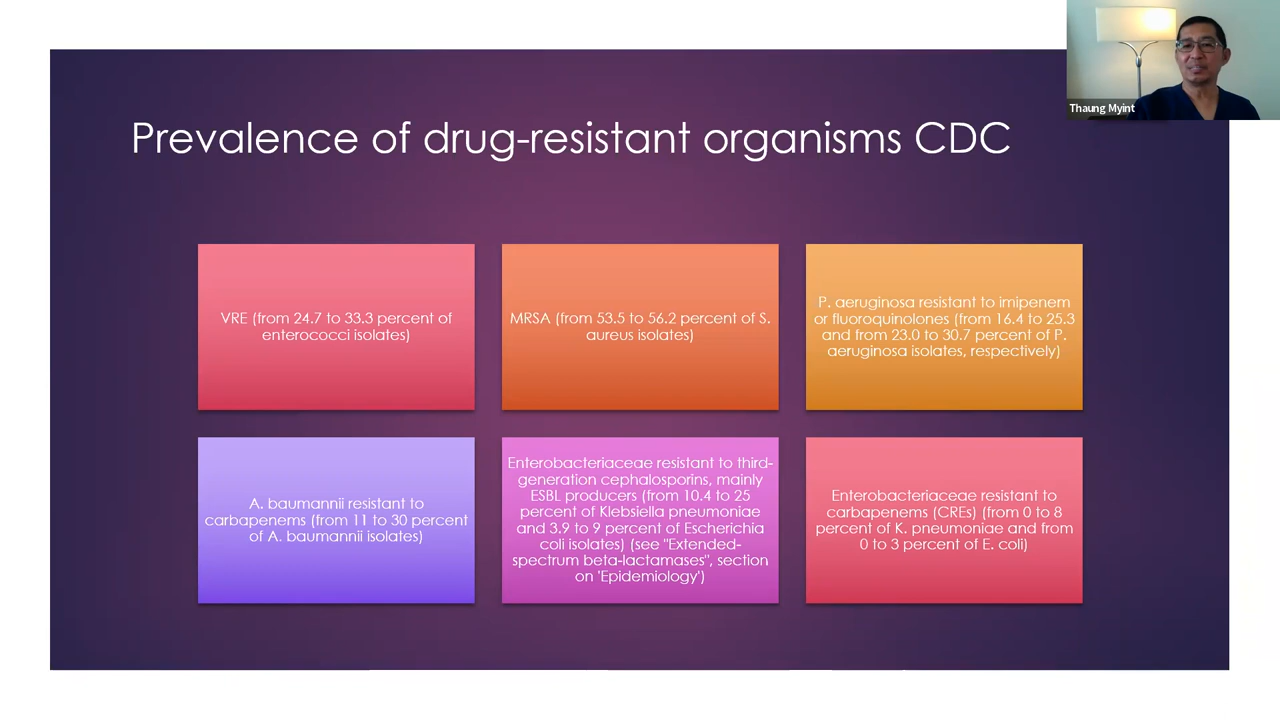 Thaung Myint
Prevalence of drug-resistant organisms CDC
VRE (from 24.7 to 33.3 percent of
enterococci isolates)
MRSA (from 53.5 to 56.2 percent of S.
aureus isolates)
P. aeruginosa resistant to imipenem
or fluoroquinolones (from 16.4 to 25.3
and from 23.0 to 30.7 percent of P.
aeruginosa isolates, respectively)
A. baumannii resistant to
carbapenems (from 11 to 30 percent
of A. baumannii isolates)
Enterobacteriaceae resistant to third-
generation cephalosporins, mainly
ESBL producers (from 10.4 to 25
percent of Klebsiella pneumoniae
and 3.9 to 9 percent of Escherichia
coli isolates) (see "Extended-
spectrum beta-lactamases", section
on 'Epidemiology')
Enterobacteriaceae resistant to
carbapenems (CREs) (from 0 to 8
percent of K. pneumoniae and from
0 to 3 percent of E. coli)